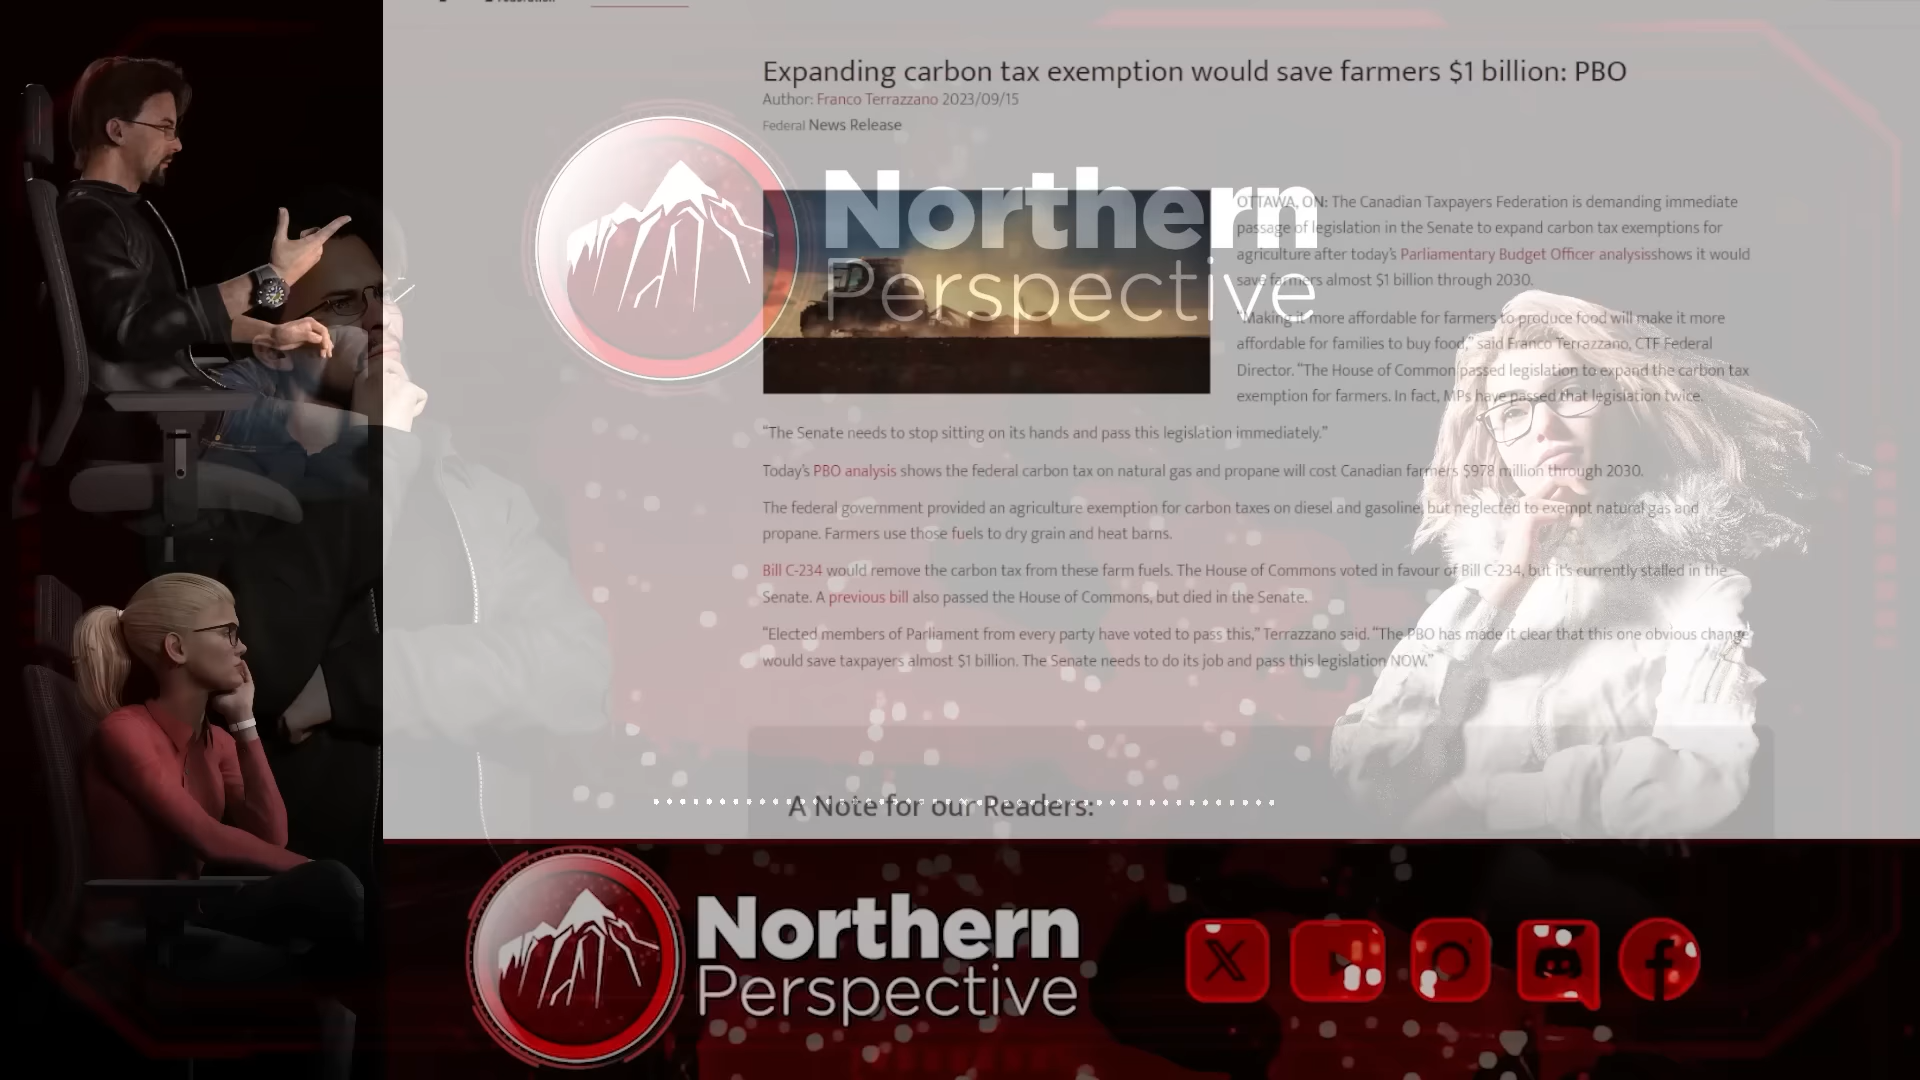 Expanding carbon tax exemption would save farmers $1 billion: PBO
Author: Franco Terrazzano 2023/09/15
Federal News Release
Northern
Perspective
OTTAWA, ON: The Canadian Taxpayers Federation is demanding immediate
passage of legislation in the Senate to expand carbon tax exemptions for
agriculture after today's Parliamentary Budget Officer analysisshows it would
save farmers almost $1 billion through 2030.
"Making it more affordable for farmers to produce food will make it more
affordable for families to buy food," said Franco Terrazzano, CTF Federal
Director. "The House of Common passed legislation to expand the carbon tax
exemption for farmers. In fact, MPs have passed that legislation twice.
"The Senate needs to stop sitting on its hands and pass this legislation immediately."
Today's PBO analysis shows the federal carbon tax on natural gas and propane will cost Canadian farmers $978 million through 2030.
The federal government provided an agriculture exemption for carbon taxes on diesel and gasoline, but neglected to exempt natural gas and
propane. Farmers use those fuels to dry grain and heat barns.
Bill C-234 would remove the carbon tax from these farm fuels. The House of Commons voted in favour of Bill C-234, but it's currently stalled in the
Senate. A previous bill also passed the House of Commons, but died in the Senate.
"Elected members of Parliament from every party have voted to pass this," Terrazzano said. "The PBO has made it clear that this one obvious change
would save taxpayers almost $1 billion. The Senate needs to do its job and pass this legislation NOW."
A Note for our Readers:
Northern
Perspective